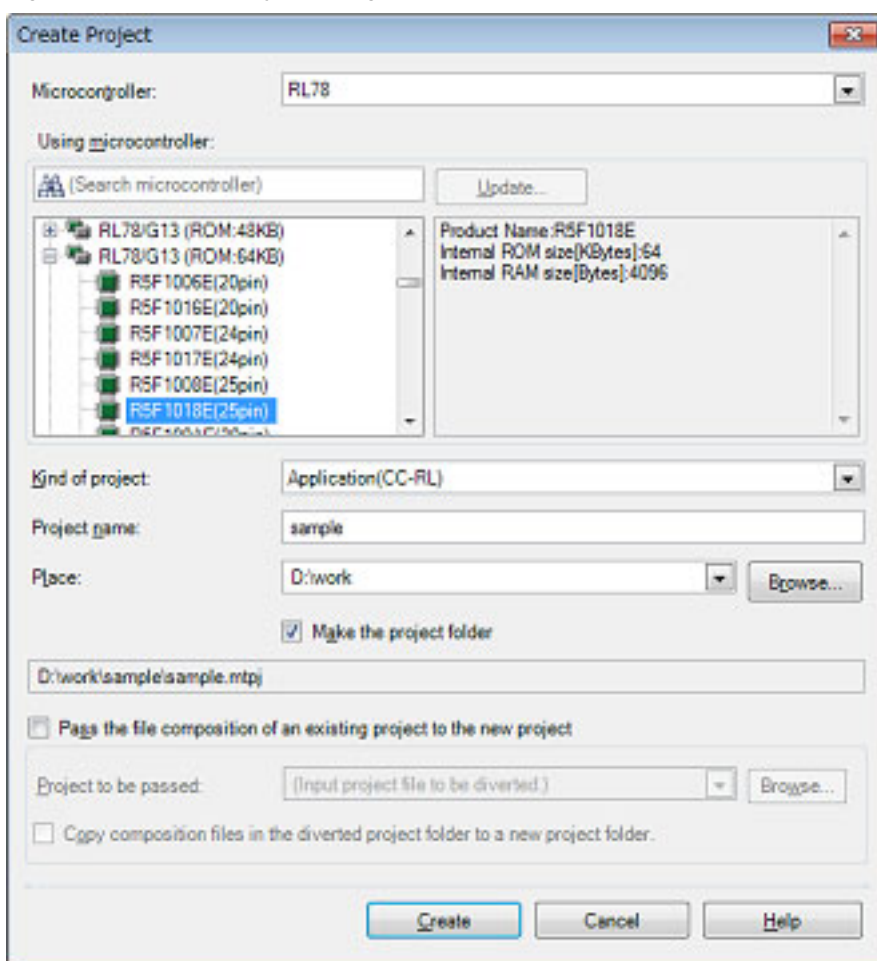 Create Project
Microcontroller:
RL78
Using microcontroller:
(Search microcontroller)
Update...
RL78/G13 (ROM:48KB)
RL78/G13 (ROM:64KB)
R5F1006E(20pin)
R5F1016E(20pin)
R5F1007E(24pin)
R5F1017E(24pin)
R5F1008E(25pin)
R5F1018E(25pin)
Product Name:R5F1018E
Internal ROM size[KBytes]:64
Internal RAM size[Bytes]:4096
Kind of project:
Application(CC-RL)
Project name:
sample
Place:
D:\work
Browse...
Make the project folder
D:\work\sample\sample.mtpj
Pass the file composition of an existing project to the new project
Project to be passed:
(Input project file to be diverted.)
Browse...
Copy composition files in the diverted project folder to a new project folder.
Create
Cancel
Help